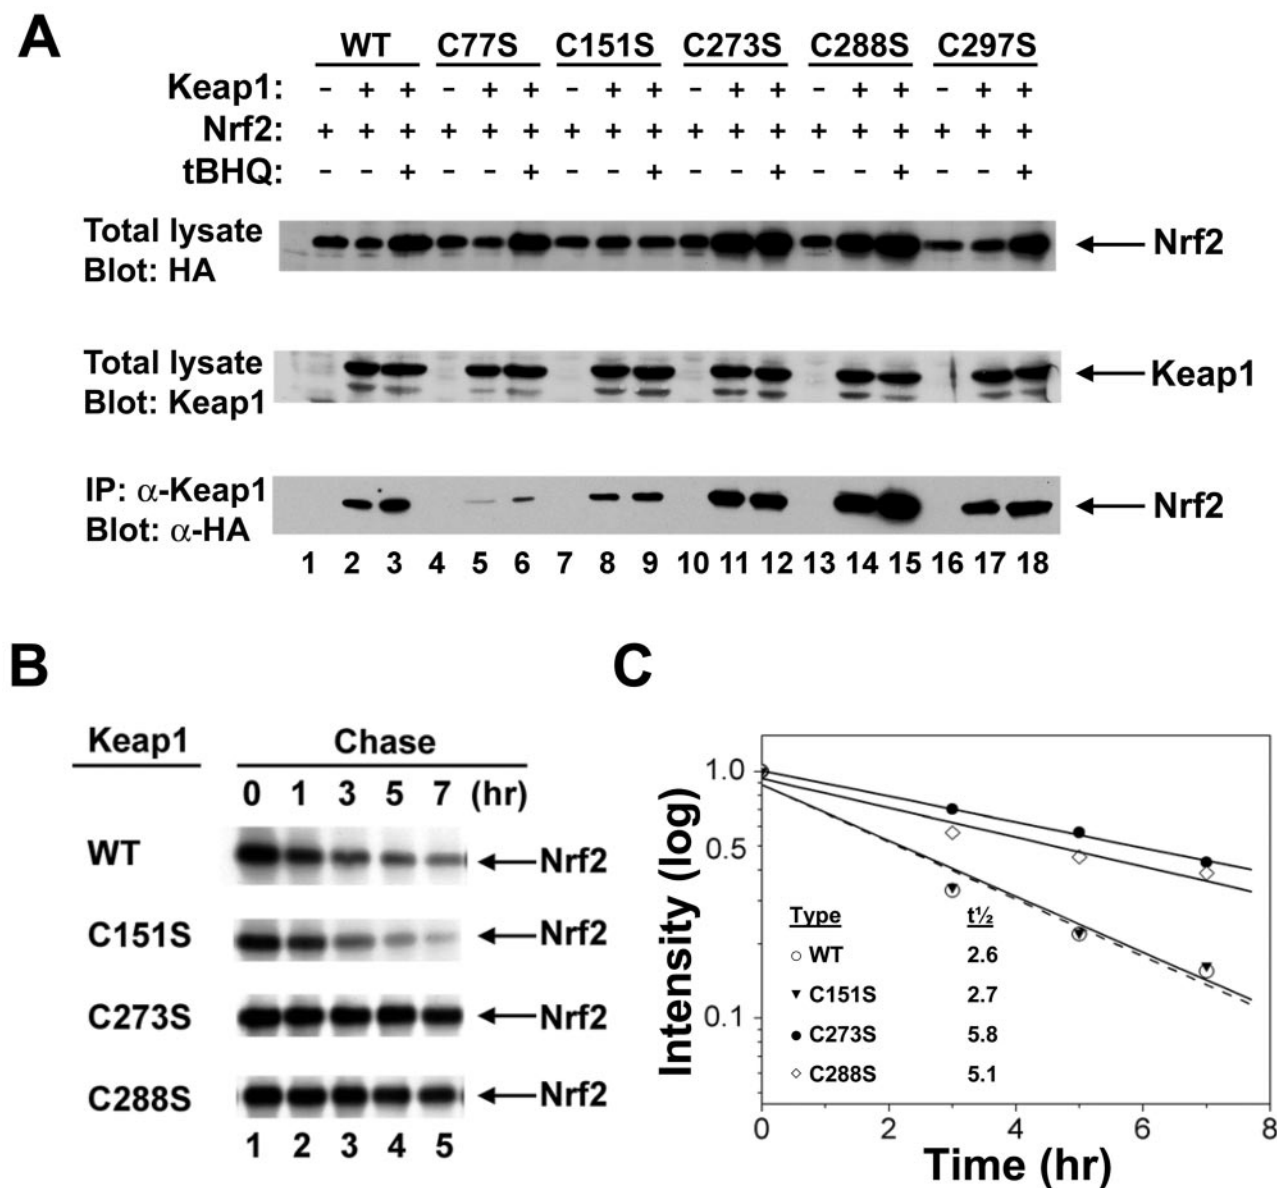 A
WT C77S C151S C273S C288S C297S
Keap1: - + + - + + - + + - + + - + + - + +
Nrf2: + + + + + + + + + + + + + + + + + +
tBHQ: - - + - - + - - + - - + - - + - - +
Total lysate
Blot: HA
Nrf2
Total lysate
Blot: Keap1
Keap1
IP: α-Keap1
Blot: α-HA
Nrf2
1 2 3 4 5 6 7 8 9 10 11 12 13 14 15 16 17 18
B
Keap1 Chase
0 1 3 5 7 (hr)
WT Nrf2
C151S Nrf2
C273S Nrf2
C288S Nrf2
1 2 3 4 5
C
Intensity (log)
1.0
0.5
0.1
Type t½
WT 2.6
C151S 2.7
C273S 5.8
C288S 5.1
0 2 4 6 8
Time (hr)